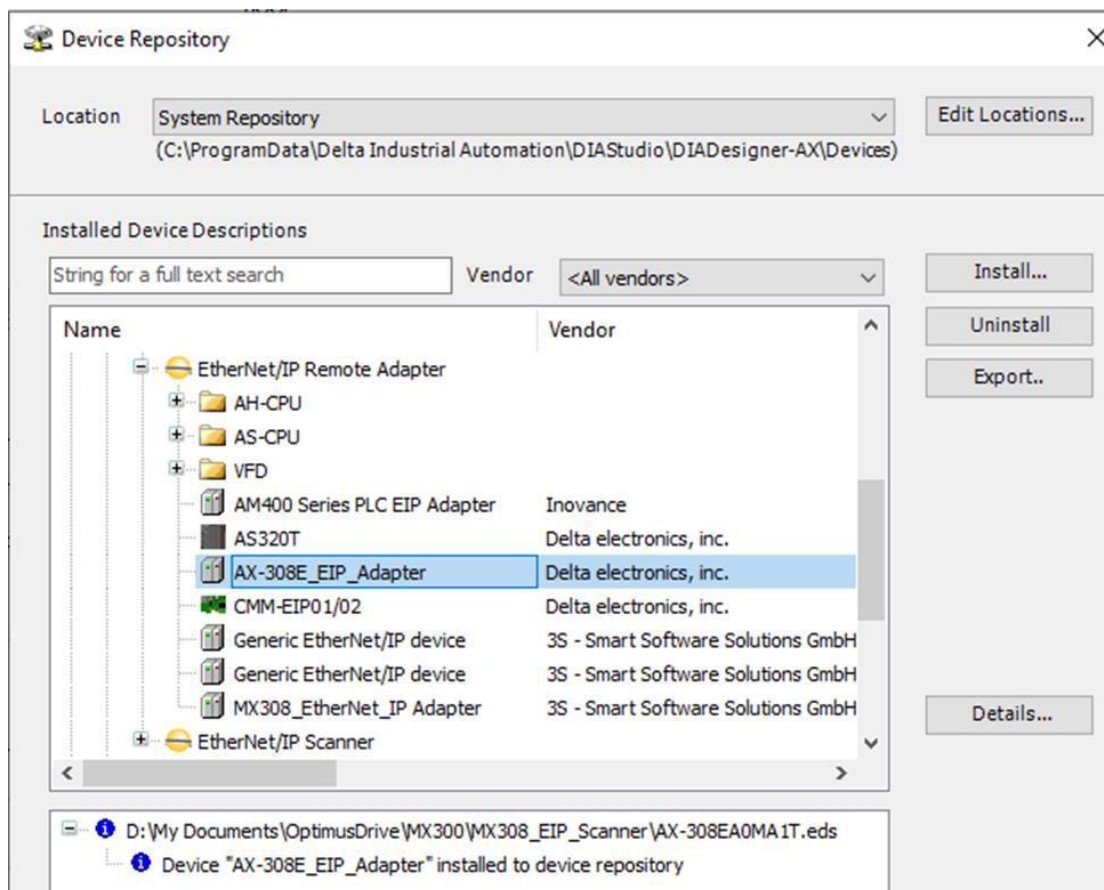 Device Repository
Location
System Repository
Edit Locations...
(C:\ProgramData\Delta Industrial Automation\DIAStudio\DIADesigner-AX\Devices)
Installed Device Descriptions
String for a full text search
Vendor
<All vendors>
Install...
Name
Vendor
Uninstall
EtherNet/IP Remote Adapter
Export..
AH-CPU
AS-CPU
VFD
AM400 Series PLC EIP Adapter Inovance
AS320T Delta electronics, inc.
AX-308E_EIP_Adapter Delta electronics, inc.
CMM-EIP01/02 Delta electronics, inc.
Generic EtherNet/IP device 3S - Smart Software Solutions GmbH
Generic EtherNet/IP device 3S - Smart Software Solutions GmbH
MX308_EtherNet_IP Adapter 3S - Smart Software Solutions GmbH
Details...
EtherNet/IP Scanner
D:\My Documents\OptimusDrive\MX300\MX308_EIP_Scanner\AX-308EA0MA1T.eds
Device "AX-308E_EIP_Adapter" installed to device repository